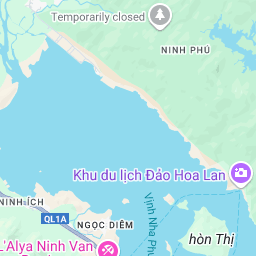 Temporarily closed
NINH PHÚ
Khu du lịch Đảo Hoa Lan
NINH ÍCH
QL1A
Vịnh Nha Phu
NGỌC DIÊM
hòn Thị
L'Alya Ninh Van